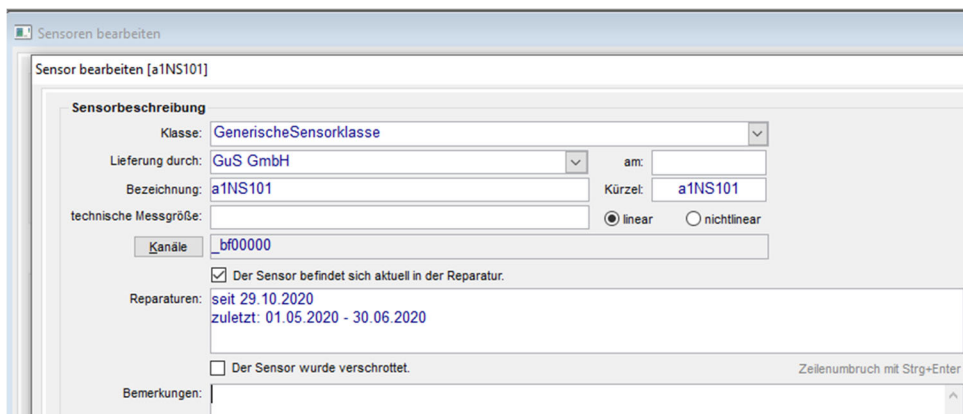 Sensoren bearbeiten
Sensor bearbeiten [a1NS101]
Sensorbeschreibung
Klasse: GenerischeSensorklasse
Lieferung durch: GuS GmbH am:
Bezeichnung: a1NS101 Kürzel: a1NS101
technische Messgröße: linear nichtlinear
Kanäle _bf00000
Der Sensor befindet sich aktuell in der Reparatur.
Reparaturen: seit 29.10.2020
zuletzt: 01.05.2020 - 30.06.2020
Der Sensor wurde verschrottet. Zeilenumbruch mit Strg+Enter
Bemerkungen: